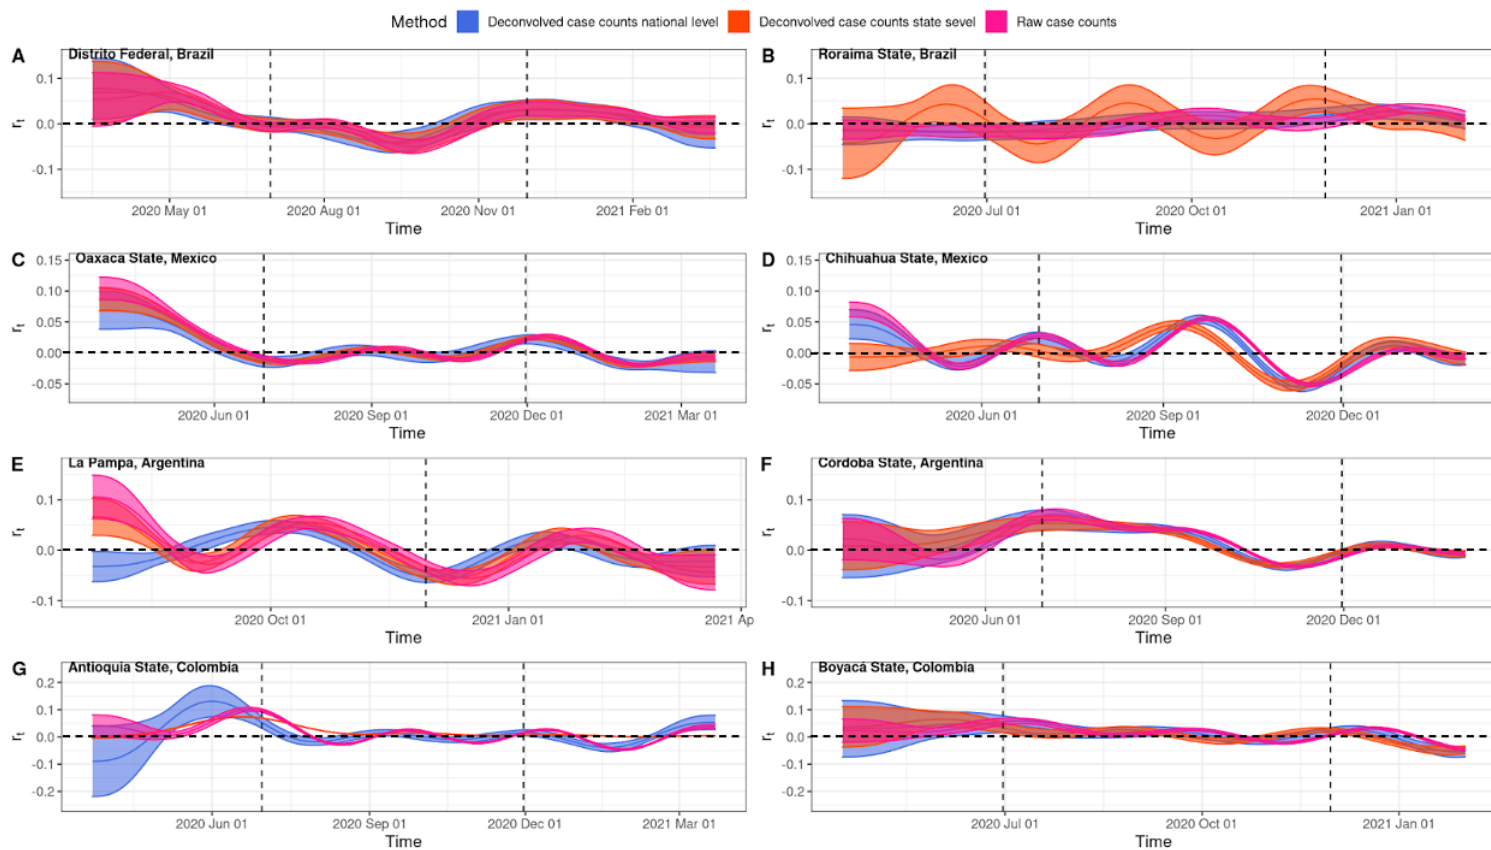 Method Deconvolved case counts national level Deconvolved case counts state sevel Raw case counts
A Distrito Federal, Brazil
0.1
0.0
-0.1
rt
2020 May 01 2020 Aug 01 2020 Nov 01 2021 Feb 01
Time
B Roraima State, Brazil
0.1
0.0
-0.1
rt
2020 Jul 01 2020 Oct 01 2021 Jan 01
Time
C Oaxaca State, Mexico
0.15
0.10
0.05
0.00
-0.05
rt
2020 Jun 01 2020 Sep 01 2020 Dec 01 2021 Mar 01
Time
D Chihuahua State, Mexico
0.15
0.10
0.05
0.00
-0.05
rt
2020 Jun 01 2020 Sep 01 2020 Dec 01
Time
E La Pampa, Argentina
0.1
0.0
-0.1
rt
2020 Oct 01 2021 Jan 01 2021 Ap
Time
F Cordoba State, Argentina
0.1
0.0
-0.1
rt
2020 Jun 01 2020 Sep 01 2020 Dec 01
Time
G Antioquia State, Colombia
0.2
0.1
0.0
-0.1
-0.2
rt
2020 Jun 01 2020 Sep 01 2020 Dec 01 2021 Mar 01
Time
H Boyacá State, Colombia
0.2
0.1
0.0
-0.1
-0.2
rt
2020 Jul 01 2020 Oct 01 2021 Jan 01
Time